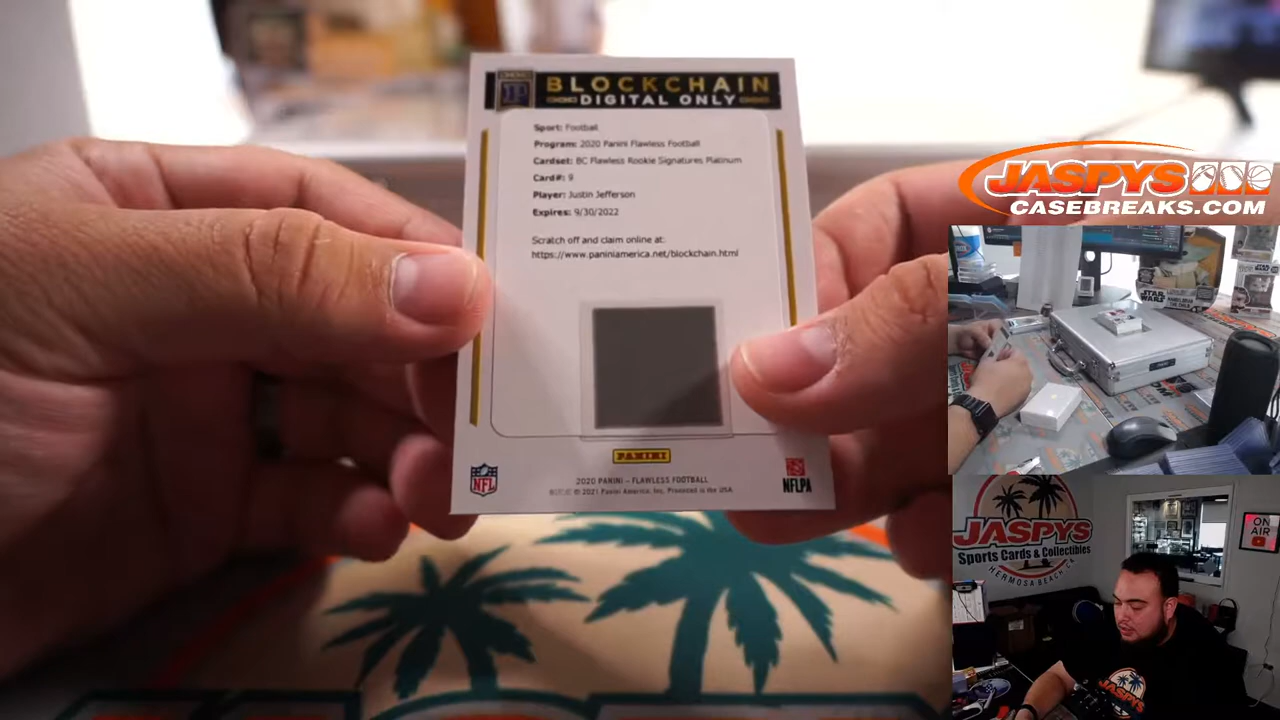 BLOCKCHAIN
DIGITAL ONLY
Sport: Football
Program: 2020 Panini Flawless Football
Cardset: BC Flawless Rookie Signatures Platinum
Card#: 9
Player: Justin Jefferson
Expires: 9/30/2022
Scratch off and claim online at:
https://www.paniniamerica.net/blockchain.html
PANINI
NFL
NFLPA
2020 PANINI – FLAWLESS FOOTBALL
© 2021 Panini America, Inc. Printed in the USA.
JASPYS
CASEBREAKS.COM
STAR
WARS
JASPYS
Sports Cards & Collectibles
HERMOSA BEACH CA
ON
AIR
JASPYS